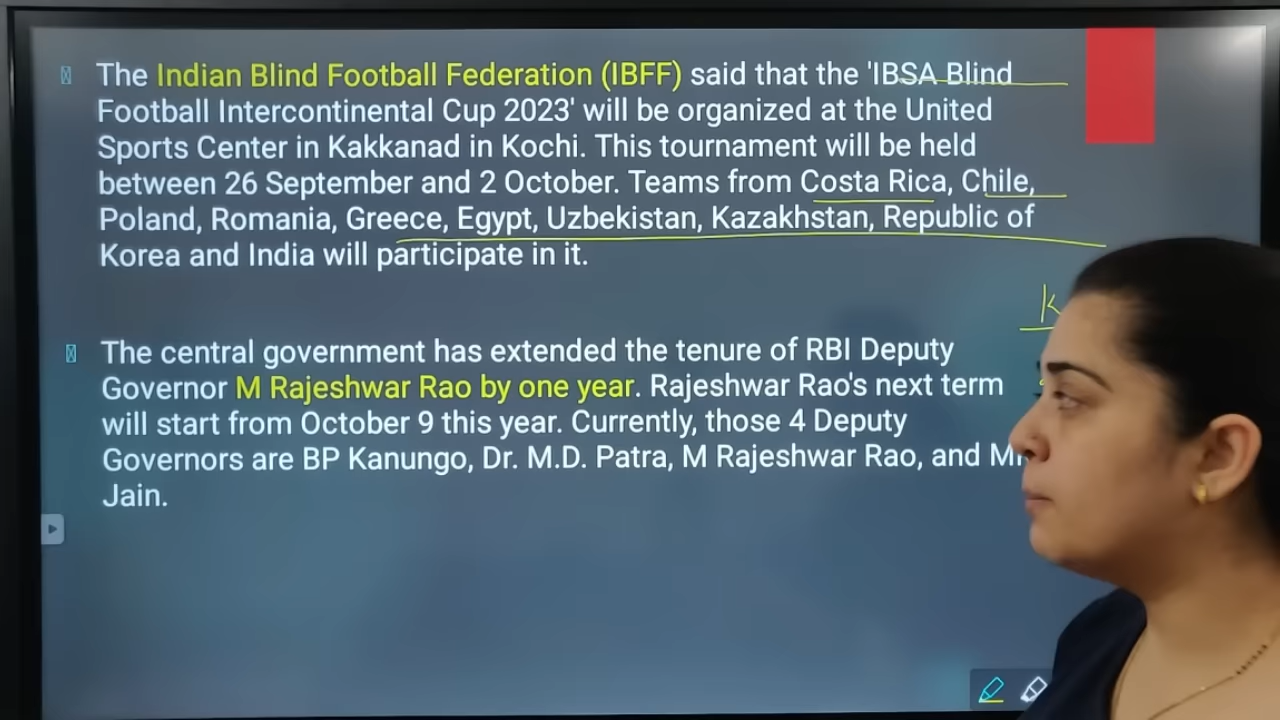 The Indian Blind Football Federation (IBFF) said that the 'IBSA Blind
Football Intercontinental Cup 2023' will be organized at the United
Sports Center in Kakkanad in Kochi. This tournament will be held
between 26 September and 2 October. Teams from Costa Rica, Chile,
Poland, Romania, Greece, Egypt, Uzbekistan, Kazakhstan, Republic of
Korea and India will participate in it.
K
The central government has extended the tenure of RBI Deputy
Governor M Rajeshwar Rao by one year. Rajeshwar Rao's next term
will start from October 9 this year. Currently, those 4 Deputy
Governors are BP Kanungo, Dr. M.D. Patra, M Rajeshwar Rao, and
Jain.